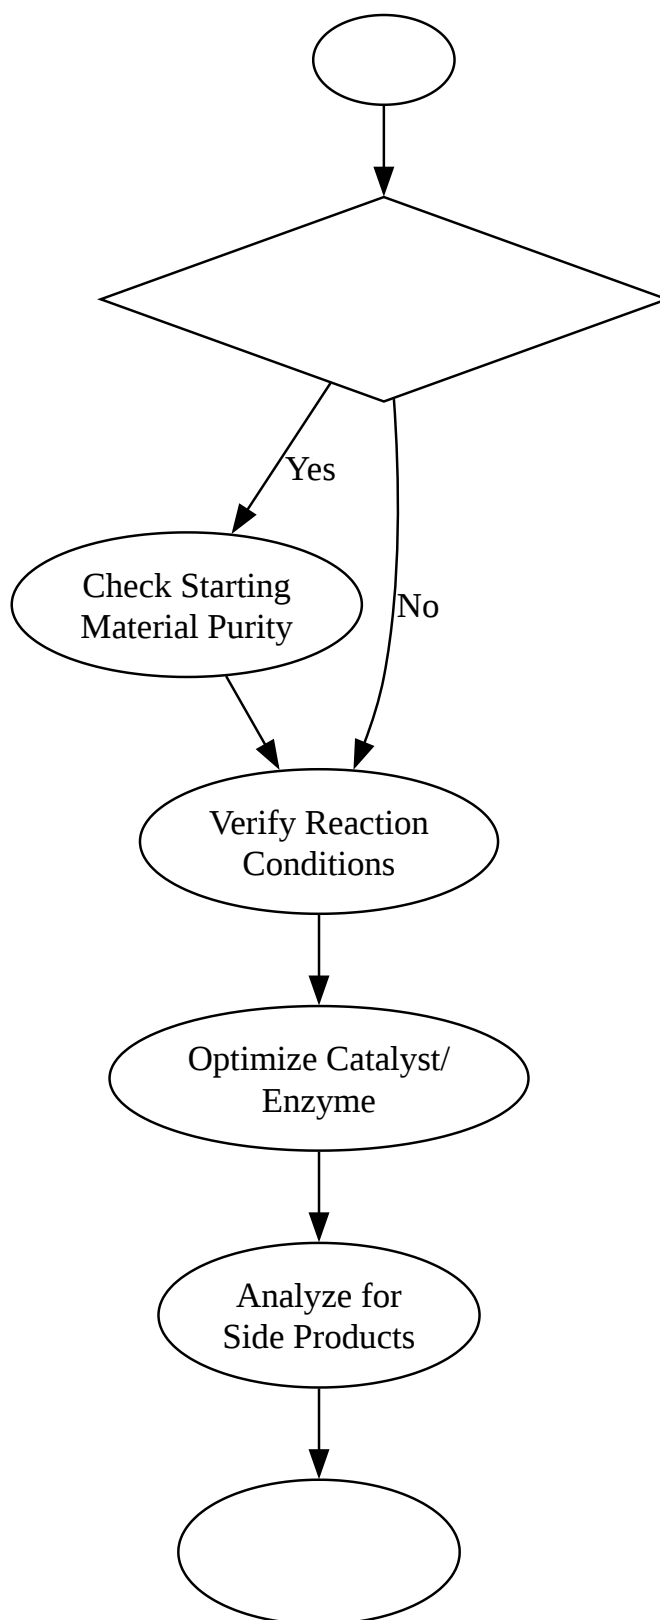 Yes
Check Starting
Material Purity
No
Verify Reaction
Conditions
Optimize Catalyst/
Enzyme
Analyze for
Side Products